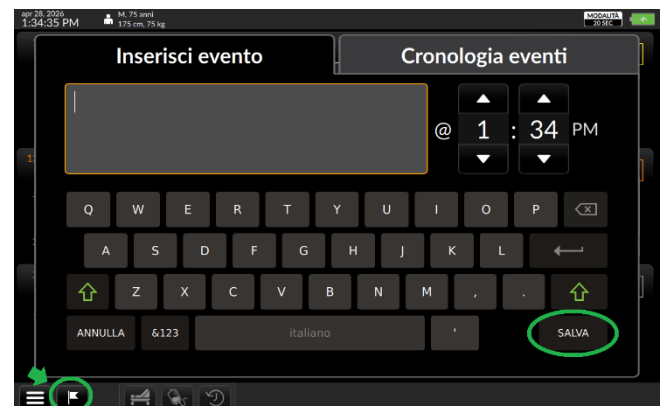 apr 28, 2026
1:34:35 PM
M, 75 anni
175 cm, 75 kg
MODALITÀ
20 SEC
Inserisci evento
Cronologia eventi
@ 1 : 34 PM
Q W E R T Y U I O P
A S D F G H J K L
Z X C V B N M , .
ANNULLA &123 italiano ' SALVA